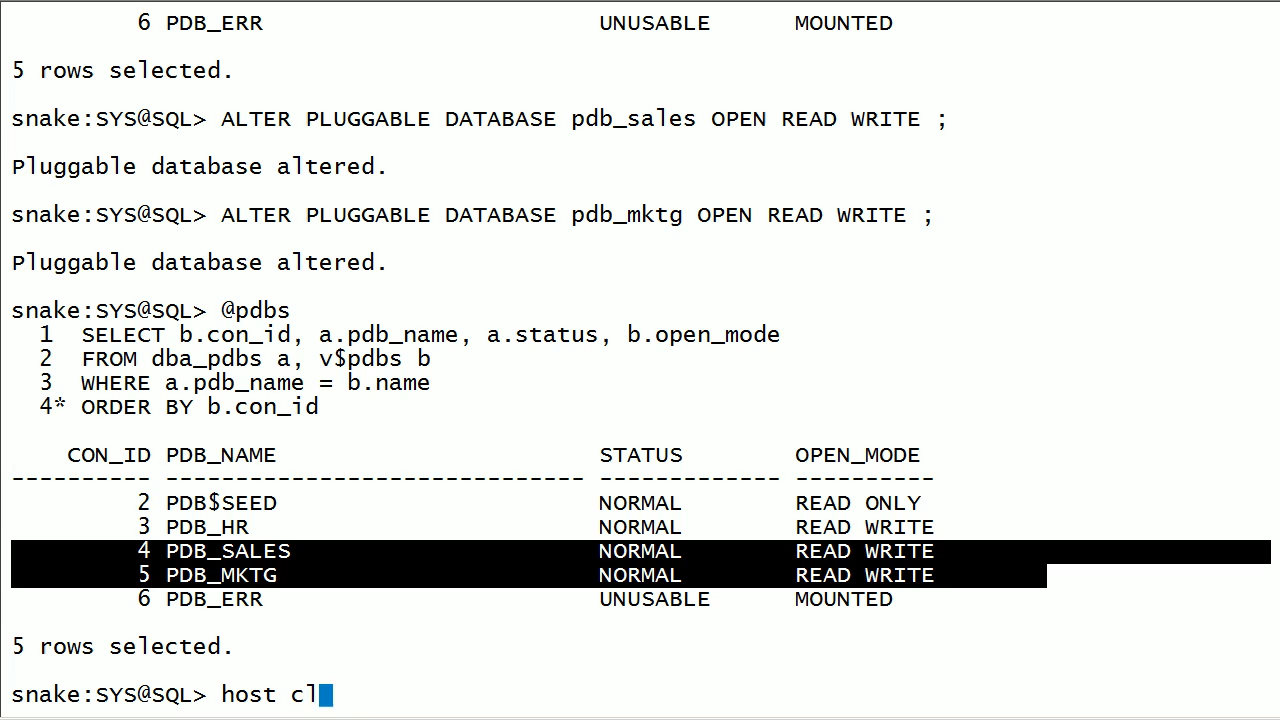 6 PDB_ERR UNUSABLE MOUNTED
5 rows selected.
snake:SYS@SQL> ALTER PLUGGABLE DATABASE pdb_sales OPEN READ WRITE ;
Pluggable database altered.
snake:SYS@SQL> ALTER PLUGGABLE DATABASE pdb_mktg OPEN READ WRITE ;
Pluggable database altered.
snake:SYS@SQL> @pdbs
1 SELECT b.con_id, a.pdb_name, a.status, b.open_mode
2 FROM dba_pdbs a, v$pdbs b
3 WHERE a.pdb_name = b.name
4* ORDER BY b.con_id
CON_ID PDB_NAME STATUS OPEN_MODE
---------- ------------------------------ ------------- ----------
2 PDB$SEED NORMAL READ ONLY
3 PDB_HR NORMAL READ WRITE
4 PDB_SALES NORMAL READ WRITE
5 PDB_MKTG NORMAL READ WRITE
6 PDB_ERR UNUSABLE MOUNTED
5 rows selected.
snake:SYS@SQL> host cl